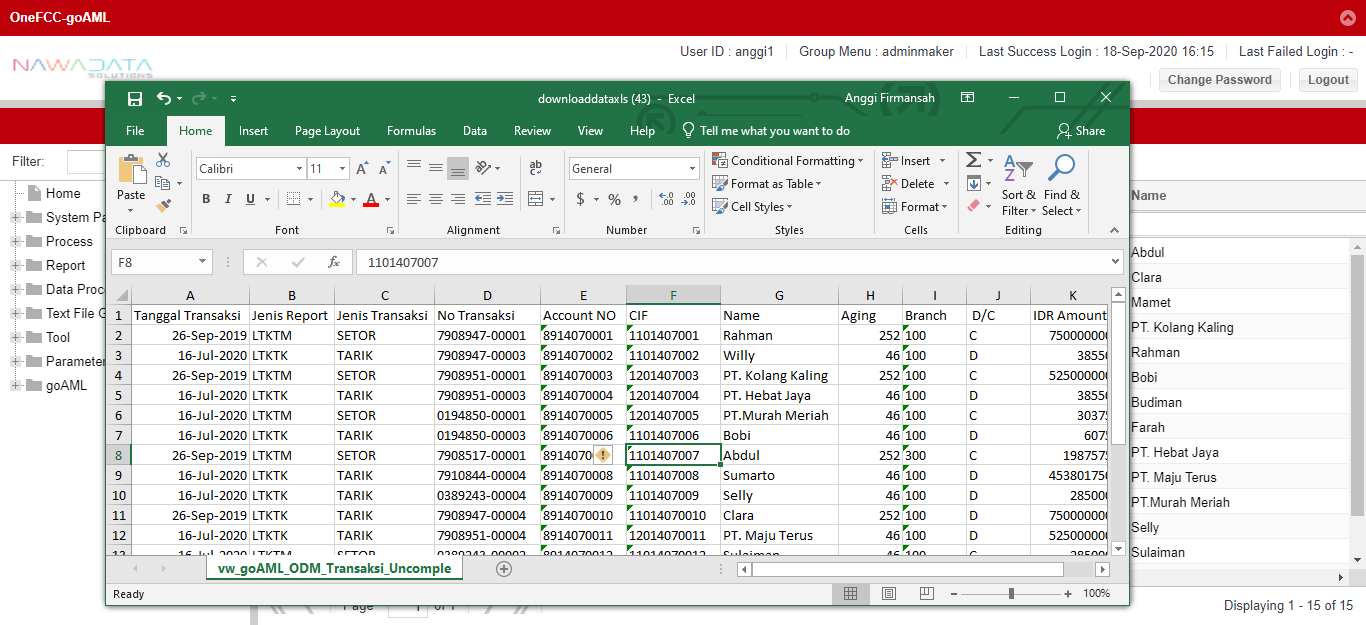 OneFCC-goAML
User ID : anggi1 Group Menu : adminmaker Last Success Login : 18-Sep-2020 16:15 Last Failed Login : -
NAWADATA
SOLUTIONS
Change Password Logout
downloaddataxls (43) - Excel Anggi Firmansah
File Home Insert Page Layout Formulas Data Review View Help Tell me what you want to do Share
Filter:
Home
System Pa
Process
Report
Data Proc
Text File G
Tool
Parameter
goAML
Paste
Calibri 11
B I U
ab
General
$ % ,
Conditional Formatting
Format as Table
Cell Styles
Insert
Delete
Format
Sort & Filter
Find & Select
Clipboard Font Alignment Number Styles Cells Editing
F8 fx 1101407007
A B C D E F G H I J K
1 Tanggal Transaksi Jenis Report Jenis Transaksi No Transaksi Account NO CIF Name Aging Branch D/C IDR Amount
2 26-Sep-2019 LTKTM SETOR 7908947-00001 8914070001 1101407001 Rahman 252 100 C 750000000
3 16-Jul-2020 LTKTK TARIK 7908947-00003 8914070002 1101407002 Willy 46 100 D 38550
4 26-Sep-2019 LTKTM SETOR 7908951-00001 8914070003 1201407003 PT. Kolang Kaling 252 100 C 525000000
5 16-Jul-2020 LTKTK TARIK 7908951-00003 8914070004 1201407004 PT. Hebat Jaya 46 100 D 38550
6 16-Jul-2020 LTKTM SETOR 0194850-00001 8914070005 1201407005 PT.Murah Meriah 46 100 C 30375
7 16-Jul-2020 LTKTK TARIK 0194850-00003 8914070006 1101407006 Bobi 46 100 D 6075
8 26-Sep-2019 LTKTM SETOR 7908517-00001 8914070 1101407007 Abdul 252 300 C 1987575
9 16-Jul-2020 LTKTK TARIK 7910844-00004 8914070008 1101407008 Sumarto 46 100 D 453801750
10 16-Jul-2020 LTKTK TARIK 0389243-00004 8914070009 1101407009 Selly 46 100 D 285000
11 26-Sep-2019 LTKTK TARIK 7908947-00004 8914070010 11014070010 Clara 252 100 D 750000000
12 16-Jul-2020 LTKTK TARIK 7908951-00004 8914070011 12014070011 PT. Maju Terus 46 100 D 525000000
13 16-Jul-2020 LTKTM SETOR 0389243-00002 8914070012 11014070012 Sulaiman 46 100 C 285000
vw_goAML_ODM_Transaksi_Uncomple
Ready 100%
Name
Abdul
Clara
Mamet
PT. Kolang Kaling
Rahman
Bobi
Budiman
Farah
PT. Hebat Jaya
PT. Maju Terus
PT.Murah Meriah
Selly
Sulaiman
Page 1 of 1
Displaying 1 - 15 of 15